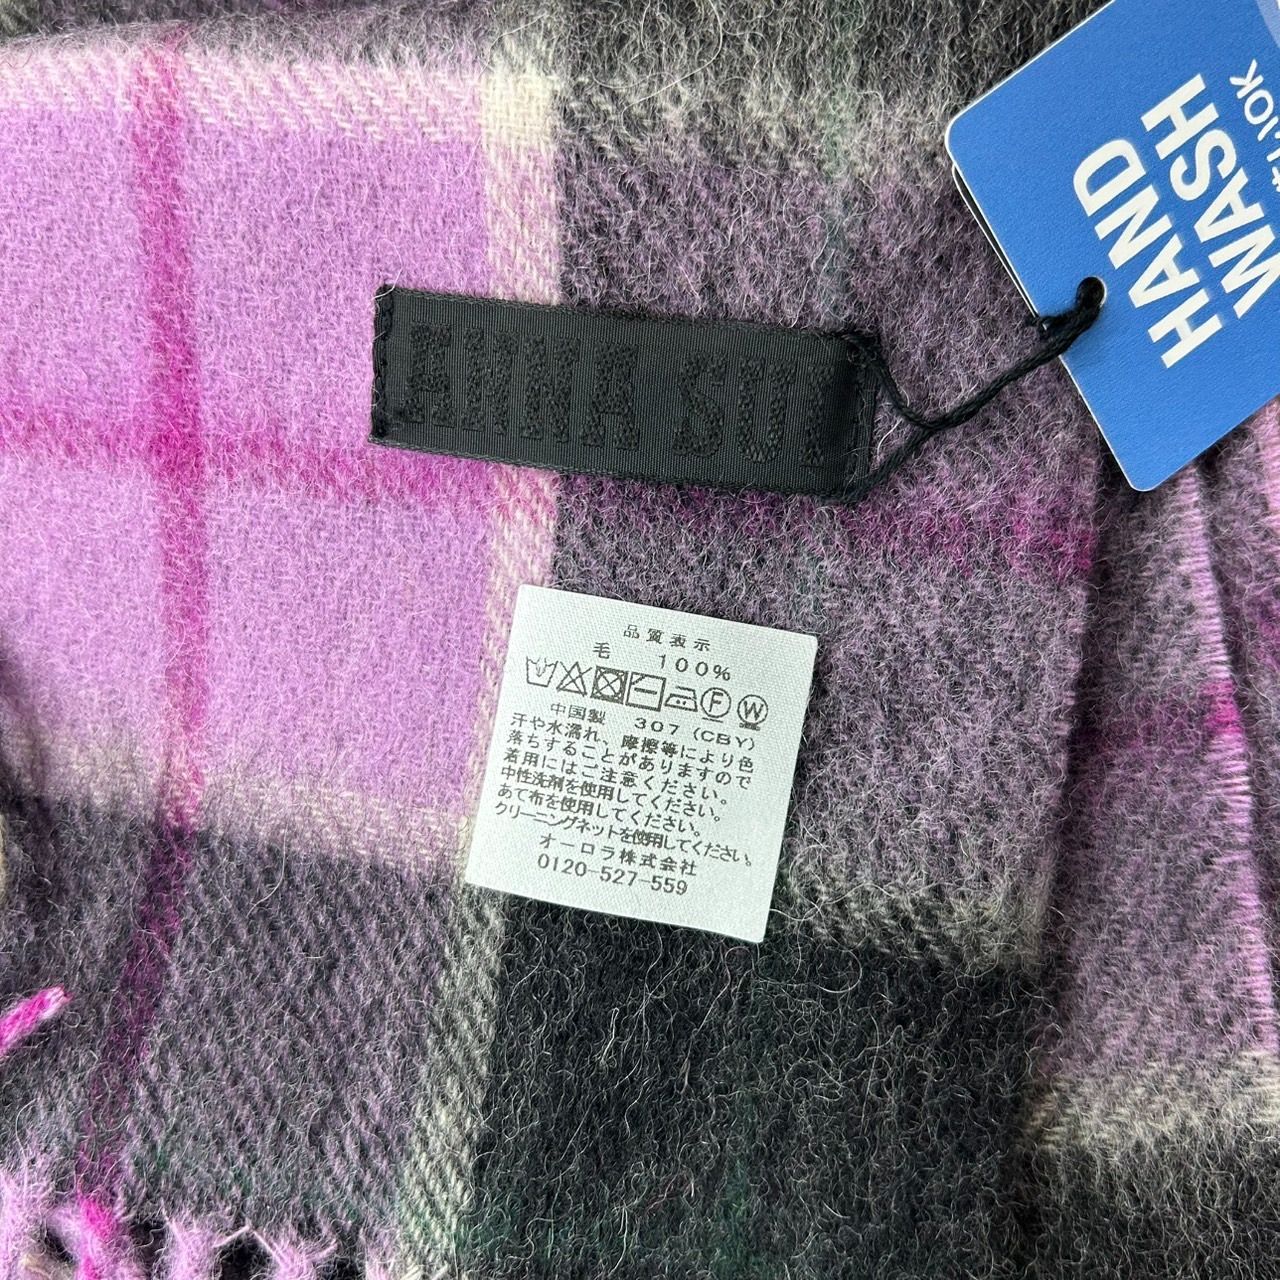 HAND
WASH
ANNA SUI
品質表示
毛 100%
F W
中国製 307 (CBY)
汗や水濡れ、摩擦等により色
落ちすることがありますので
着用にはご注意ください。
中性洗剤を使用してください。
あて布を使用してください。
クリーニングネットを使用してください。
オーロラ株式会社
0120-527-559